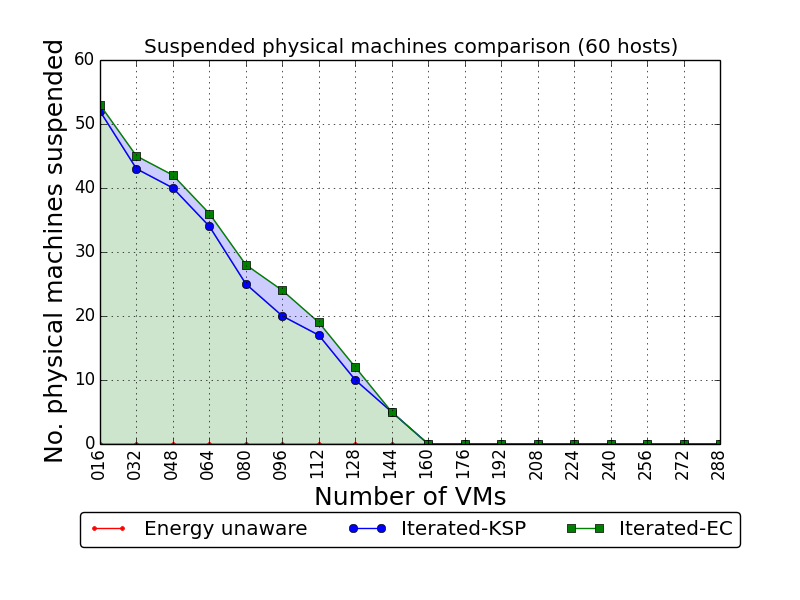 Suspended physical machines comparison (60 hosts)
No. physical machines suspended
60
50
40
30
20
10
0
016 032 048 064 080 096 112 128 144 160 176 192 208 224 240 256 272 288
Number of VMs
Energy unaware Iterated-KSP Iterated-EC